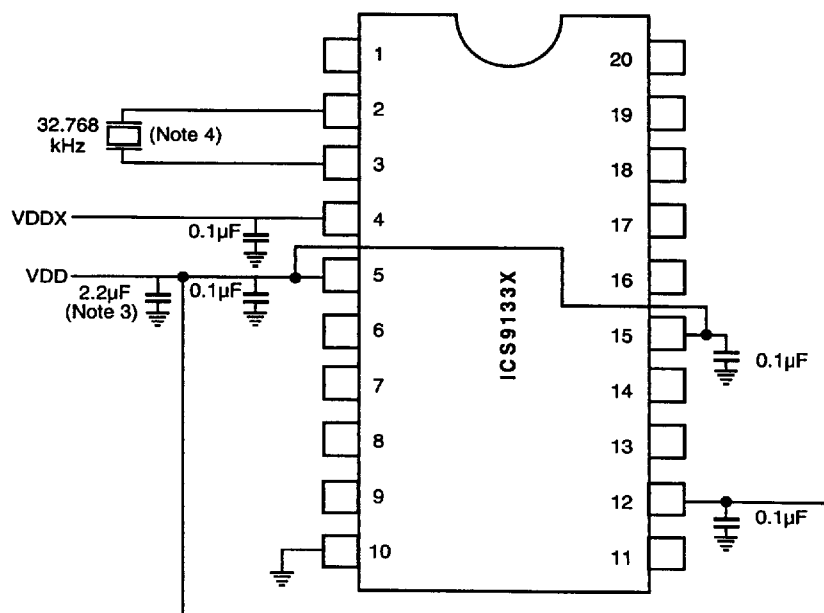 1
20
2
19
32.768
kHz
(Note 4)
3
18
VDDX
0.1µF
4
17
VDD
2.2µF
(Note 3)
0.1µF
5
16
6
15
0.1µF
ICS9133X
7
14
8
13
9
12
0.1µF
10
11